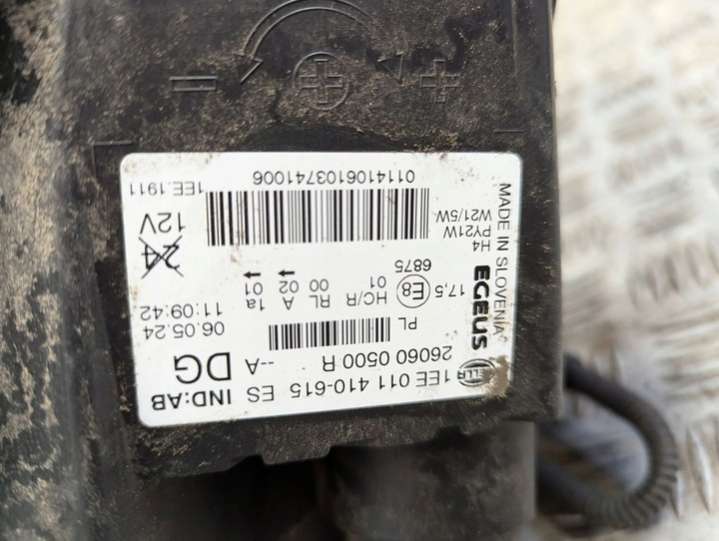 1EE 011 410-615 ES IND:AB
26060 0500 R --A DG
PL
EGEUS 17,5 E8 HC/R RL A 1a 06.05.24
01 00 02 01 11:09:42
6875
MADE IN SLOVENIA H4
PY21W
W21/5W
24 12V
0114106103741006 1EE.1911